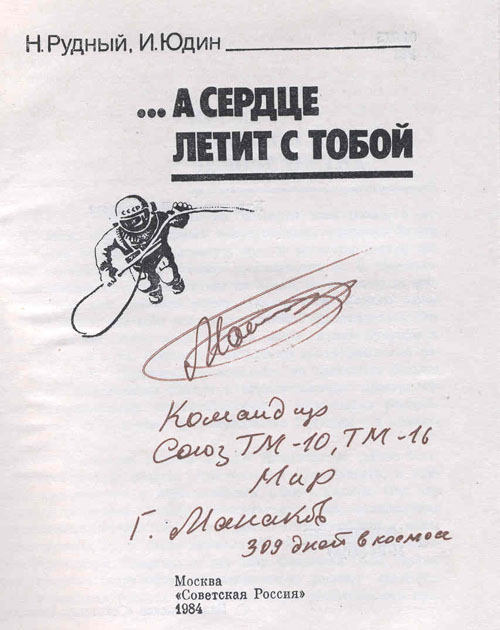 Н.Рудный, И.Юдин
... А СЕРДЦЕ
ЛЕТИТ С ТОБОЙ
СССР
Командир
Союз ТМ-10, ТМ-16
Мир
Г. Манаков
309 дней в космосе
Москва
«Советская Россия»
1984